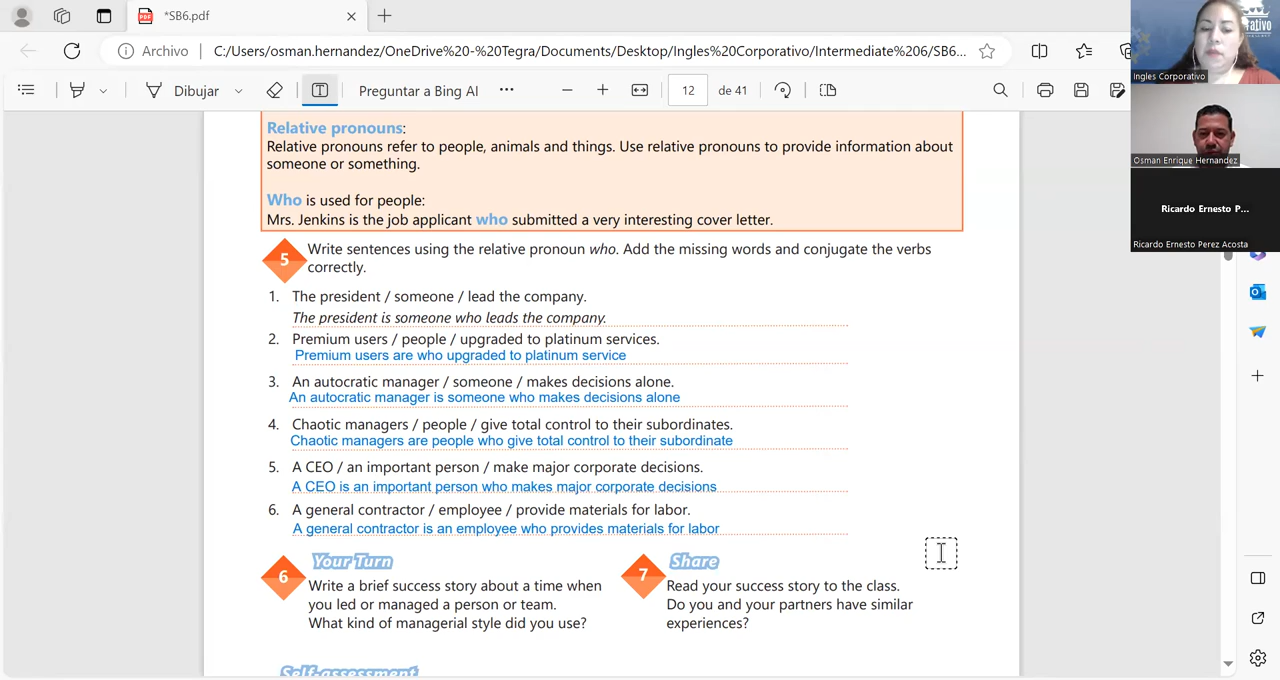 *SB6.pdf
Archivo
C:/Users/osman.hernandez/OneDrive%20-%20Tegra/Documents/Desktop/Ingles%20Corporativo/Intermediate%206/SB6...
Dibujar
Preguntar a Bing AI
12 de 41
Relative pronouns:
Relative pronouns refer to people, animals and things. Use relative pronouns to provide information about
someone or something.
Who is used for people:
Mrs. Jenkins is the job applicant who submitted a very interesting cover letter.
5 Write sentences using the relative pronoun who. Add the missing words and conjugate the verbs
correctly.
1. The president / someone / lead the company.
The president is someone who leads the company.
2. Premium users / people / upgraded to platinum services.
Premium users are who upgraded to platinum service
3. An autocratic manager / someone / makes decisions alone.
An autocratic manager is someone who makes decisions alone
4. Chaotic managers / people / give total control to their subordinates.
Chaotic managers are people who give total control to their subordinate
5. A CEO / an important person / make major corporate decisions.
A CEO is an important person who makes major corporate decisions
6. A general contractor / employee / provide materials for labor.
A general contractor is an employee who provides materials for labor
6 Your Turn
Write a brief success story about a time when
you led or managed a person or team.
What kind of managerial style did you use?
7 Share
Read your success story to the class.
Do you and your partners have similar
experiences?
Self-assessment
Ingles Corporativo
Osman Enrique Hernandez
Ricardo Ernesto P...
Ricardo Ernesto Perez Acosta